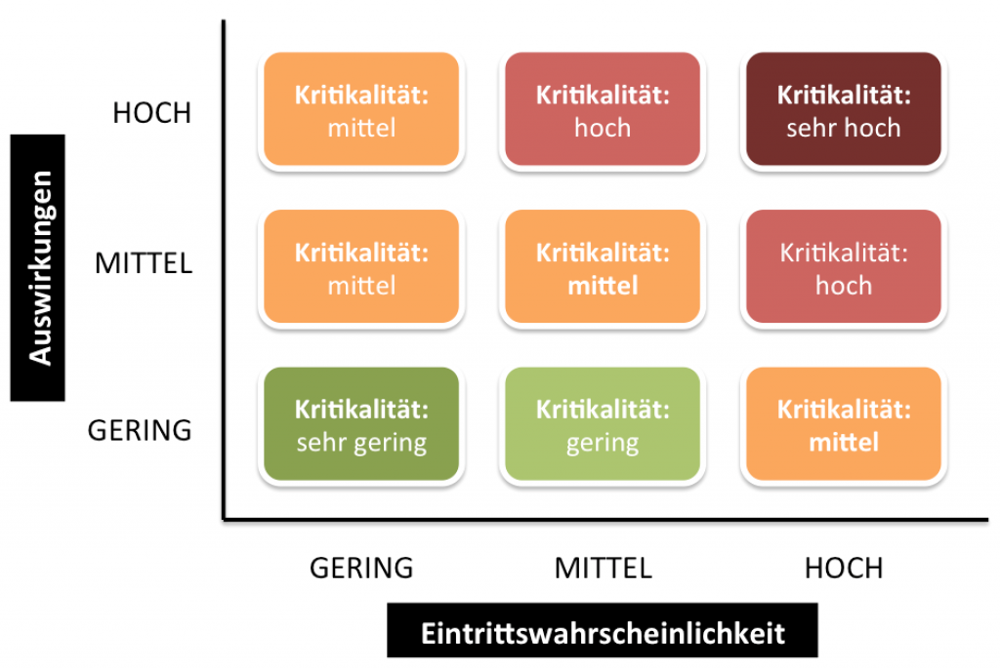 HOCH
Kritikalität:
mittel
Kritikalität:
hoch
Kritikalität:
sehr hoch
Auswirkungen
MITTEL
Kritikalität:
mittel
Kritikalität:
mittel
Kritikalität:
hoch
GERING
Kritikalität:
sehr gering
Kritikalität:
gering
Kritikalität:
mittel
GERING
MITTEL
HOCH
Eintrittswahrscheinlichkeit